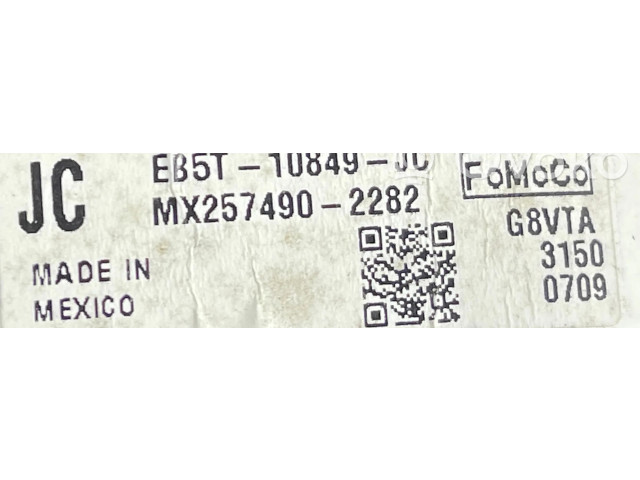 JC
EB5T-10849-JC
FoMoCo
MX257490-2282
G8VTA
3150
0709
MADE IN
MEXICO